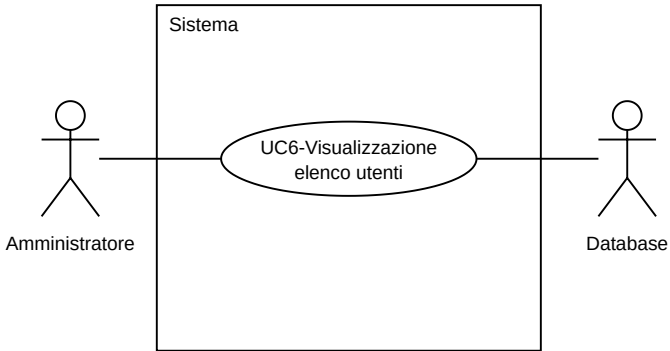 Sistema
UC6-Visualizzazione
elenco utenti
Amministratore
Database